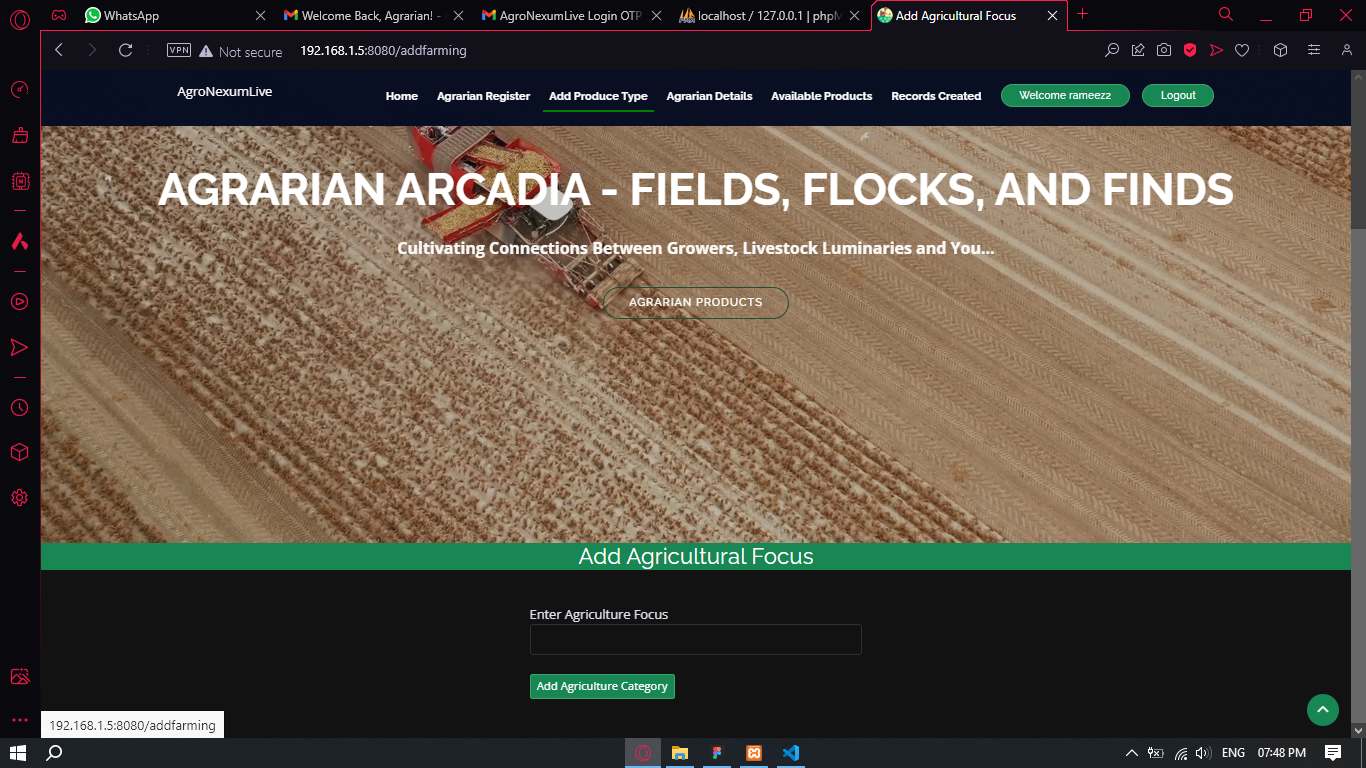 WhatsApp
Welcome Back, Agrarian! -
AgroNexumLive Login OTP
localhost / 127.0.0.1 | phpM
Add Agricultural Focus
VPN
Not secure
192.168.1.5:8080/addfarming
AgroNexumLive
Home
Agrarian Register
Add Produce Type
Agrarian Details
Available Products
Records Created
Welcome rameez2
Logout
AGRARIAN ARCADIA - FIELDS, FLOCKS, AND FINDS
Cultivating Connections Between Growers, Livestock Luminaries and You...
AGRARIAN PRODUCTS
Add Agricultural Focus
Enter Agriculture Focus
Add Agriculture Category
192.168.1.5:8080/addfarming
ENG
07:48 PM